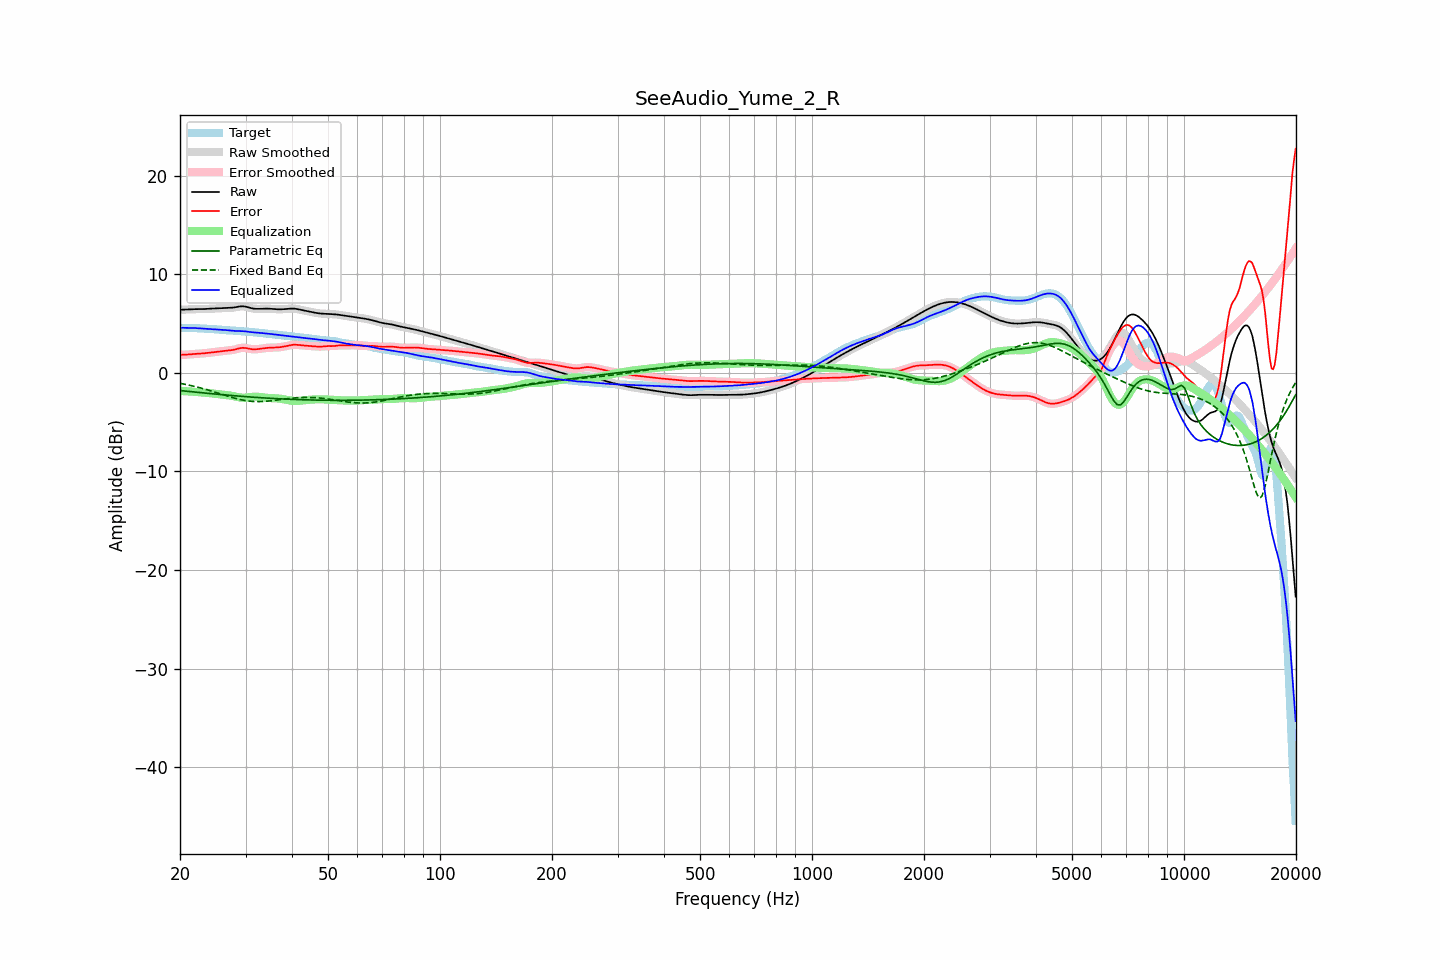 SeeAudio_Yume_2_R
Target
Raw Smoothed
Error Smoothed
Raw
Error
Equalization
Parametric Eq
Fixed Band Eq
Equalized
Amplitude (dBr)
20
10
0
−10
−20
−30
−40
20 50 100 200 500 1000 2000 5000 10000 20000
Frequency (Hz)